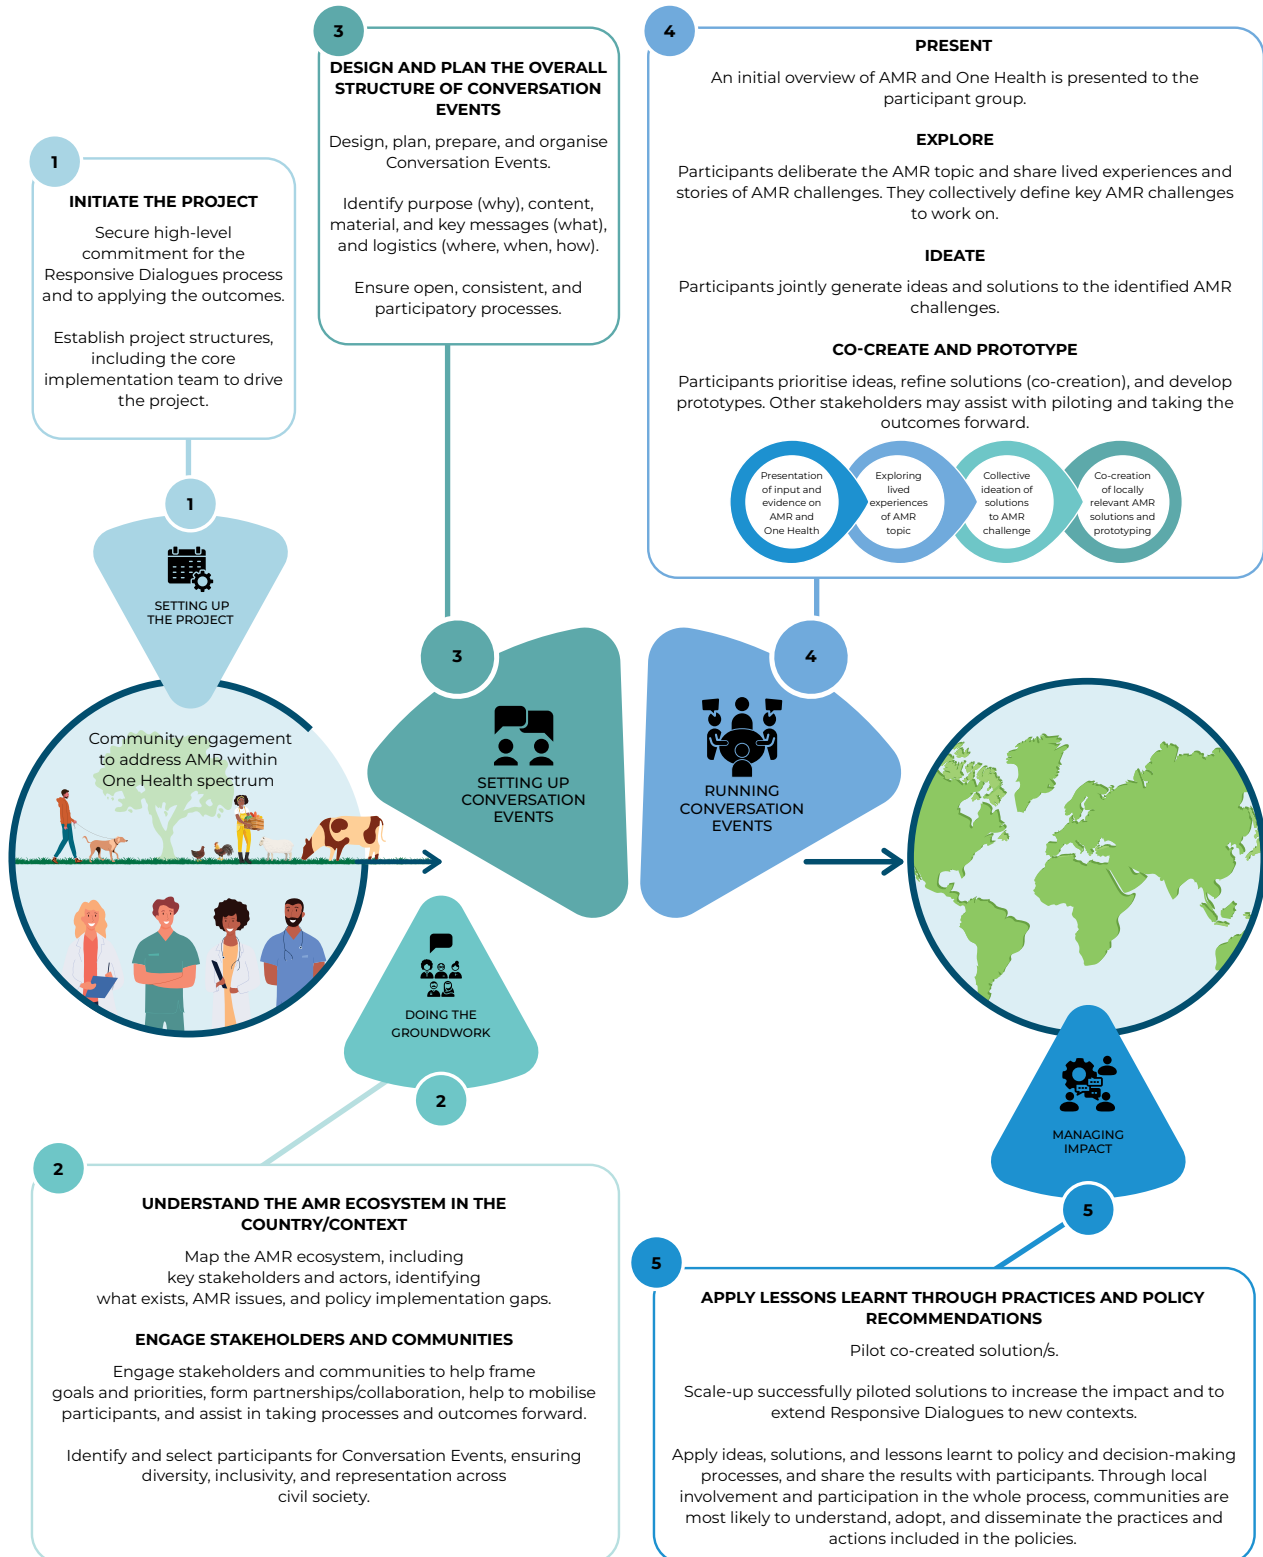 1
INITIATE THE PROJECT
Secure high-level
commitment for the
Responsive Dialogues process
and to applying the outcomes.
Establish project structures,
including the core
implementation team to drive
the project.
3
DESIGN AND PLAN THE OVERALL
STRUCTURE OF CONVERSATION
EVENTS
Design, plan, prepare, and organise
Conversation Events.
Identify purpose (why), content,
material, and key messages (what),
and logistics (where, when, how).
Ensure open, consistent, and
participatory processes.
4
PRESENT
An initial overview of AMR and One Health is presented to the
participant group.
EXPLORE
Participants deliberate the AMR topic and share lived experiences and
stories of AMR challenges. They collectively define key AMR challenges
to work on.
IDEATE
Participants jointly generate ideas and solutions to the identified AMR
challenges.
CO-CREATE AND PROTOTYPE
Participants prioritise ideas, refine solutions (co-creation), and develop
prototypes. Other stakeholders may assist with piloting and taking the
outcomes forward.
Presentation
of input and
evidence on
AMR and
One Health
Exploring
lived
experiences
of AMR
topic
Collective
ideation of
solutions
to AMR
challenge
Co-creation
of locally
relevant AMR
solutions and
prototyping
1
SETTING UP
THE PROJECT
Community engagement
to address AMR within
One Health spectrum
3
SETTING UP
CONVERSATION
EVENTS
4
RUNNING
CONVERSATION
EVENTS
DOING THE
GROUNDWORK
2
MANAGING
IMPACT
5
2
UNDERSTAND THE AMR ECOSYSTEM IN THE
COUNTRY/CONTEXT
Map the AMR ecosystem, including
key stakeholders and actors, identifying
what exists, AMR issues, and policy implementation gaps.
ENGAGE STAKEHOLDERS AND COMMUNITIES
Engage stakeholders and communities to help frame
goals and priorities, form partnerships/collaboration, help to mobilise
participants, and assist in taking processes and outcomes forward.
Identify and select participants for Conversation Events, ensuring
diversity, inclusivity, and representation across
civil society.
5
APPLY LESSONS LEARNT THROUGH PRACTICES AND POLICY
RECOMMENDATIONS
Pilot co-created solution/s.
Scale-up successfully piloted solutions to increase the impact and to
extend Responsive Dialogues to new contexts.
Apply ideas, solutions, and lessons learnt to policy and decision-making
processes, and share the results with participants. Through local
involvement and participation in the whole process, communities are
most likely to understand, adopt, and disseminate the practices and
actions included in the policies.